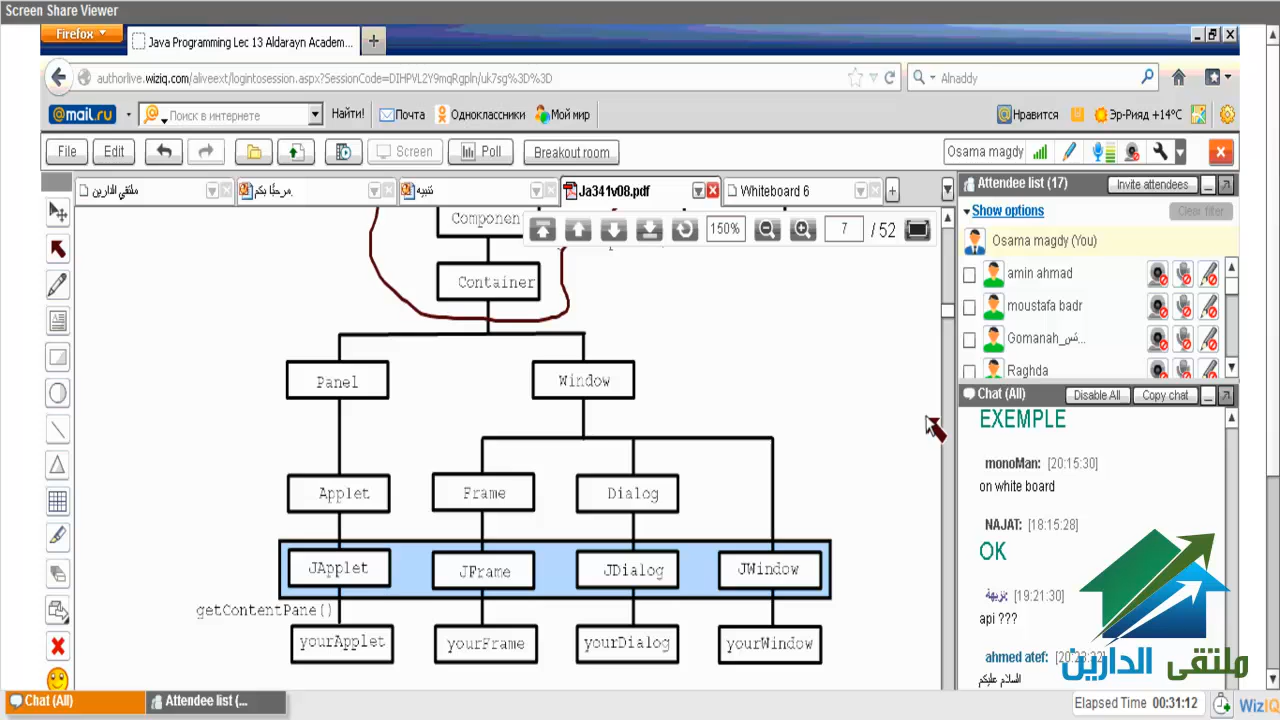 Screen Share Viewer
Firefox
Java Programming Lec 13 Aldarayn Academ...
authorlive.wiziq.com/aliveext/logintosession.aspx?SessionCode=DIHPVL2Y9mqRgpln/uk7sg%3D%3D
Alnaddy
@mail.ru
Поиск в интернете
Найти!
Почта
Одноклассники
Мой мир
Нравится
Эр-Рияд +14°C
File
Edit
Screen
Poll
Breakout room
Osama magdy
ملتقي الدارين
مرحبًا بكم.
تنبيه
Ja341v08.pdf
Whiteboard 6
150%
7
/ 52
Attendee list (17)
Invite attendees
Show options
Clear filter
Osama magdy (You)
amin ahmad
moustafa badr
Gomanah_نس...
Raghda
Componen
Container
Panel
Window
Applet
Frame
Dialog
JApplet
JFrame
JDialog
JWindow
getContentPane()
yourApplet
yourFrame
yourDialog
yourWindow
Chat (All)
Disable All
Copy chat
EXEMPLE
monoMan: [20:15:30]
on white board
NAJAT: [18:15:28]
OK
نزيهة: [19:21:30]
api ???
ahmed atef:
السلام عليكم
ملتقى الدارين
Chat (All)
Attendee list (...
Elapsed Time 00:31:12
WizIQ